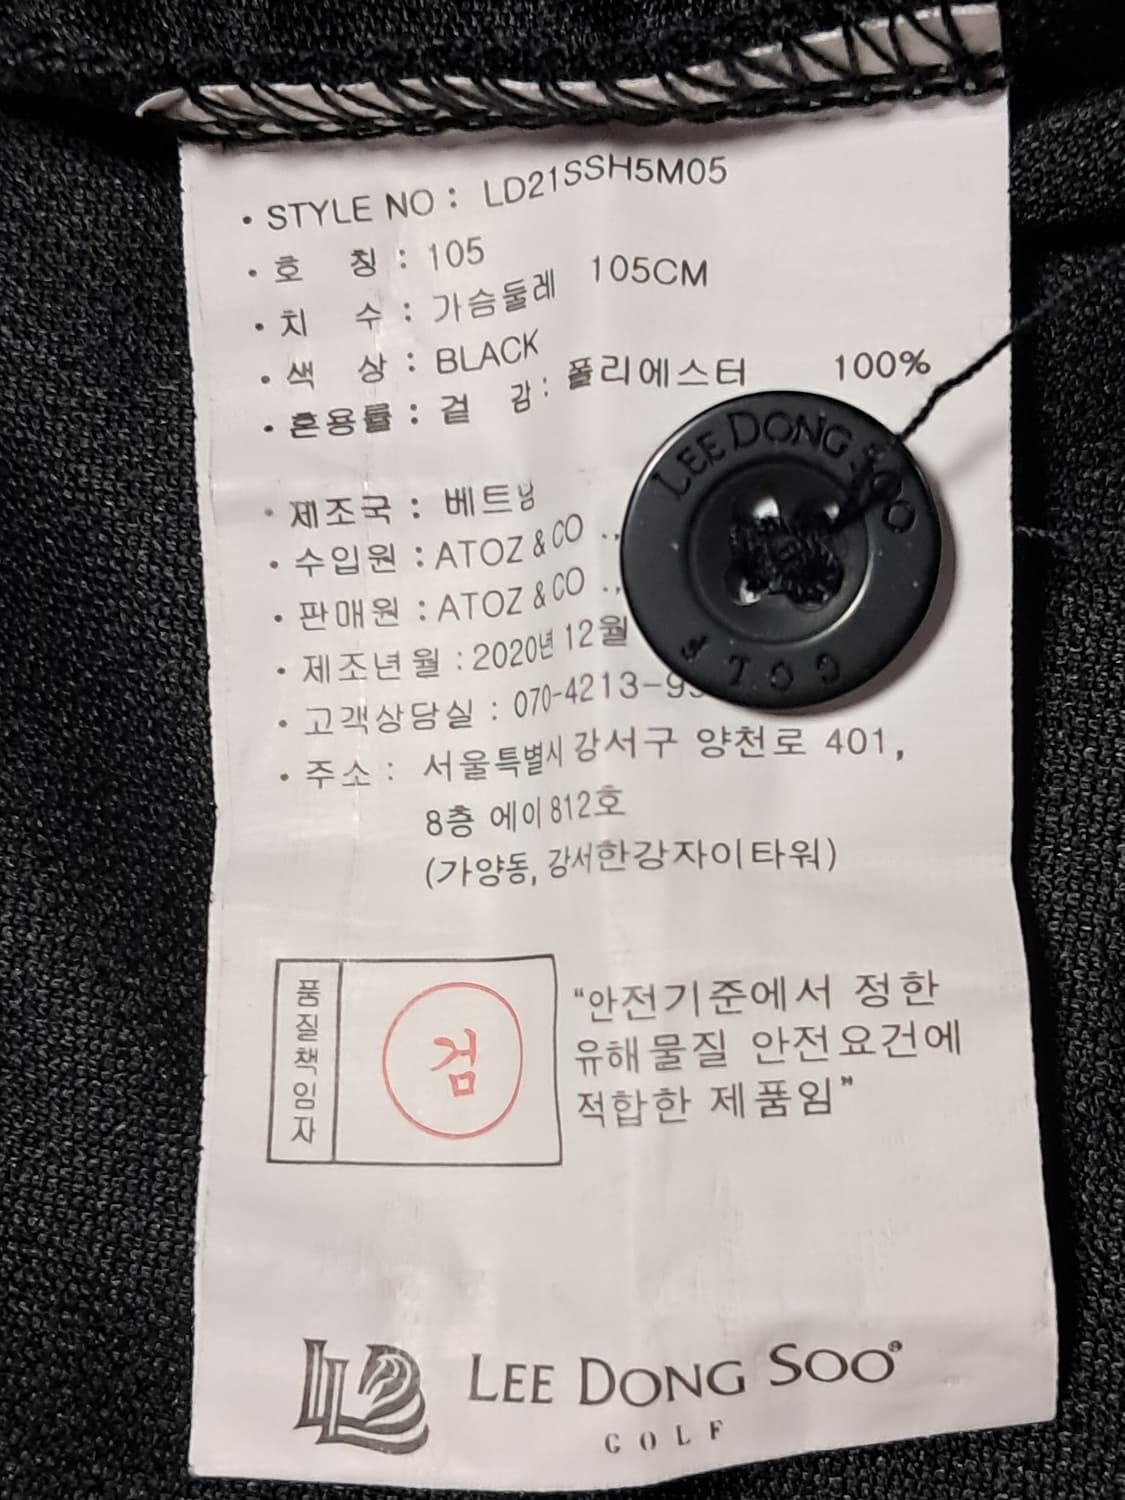 • STYLE NO : LD21SSH5M05
• 호 칭 : 105
• 치 수 : 가슴둘레 105CM
• 색 상 : BLACK
• 혼용률 : 겉 감 : 폴리에스터 100%
• 제조국 : 베트남
• 수입원 : ATOZ & CO .,
• 판매원 : ATOZ & CO .,
• 제조년월 : 2020년 12월
• 고객상담실 : 070-4213-9
• 주소 : 서울특별시 강서구 양천로 401,
8층 에이 812호
(가양동, 강서한강자이타워)
LEE DONG SOO
GOLF
품질책임자
검
“안전기준에서 정한
유해물질 안전요건에
적합한 제품임”
LEE DONG SOO®
GOLF